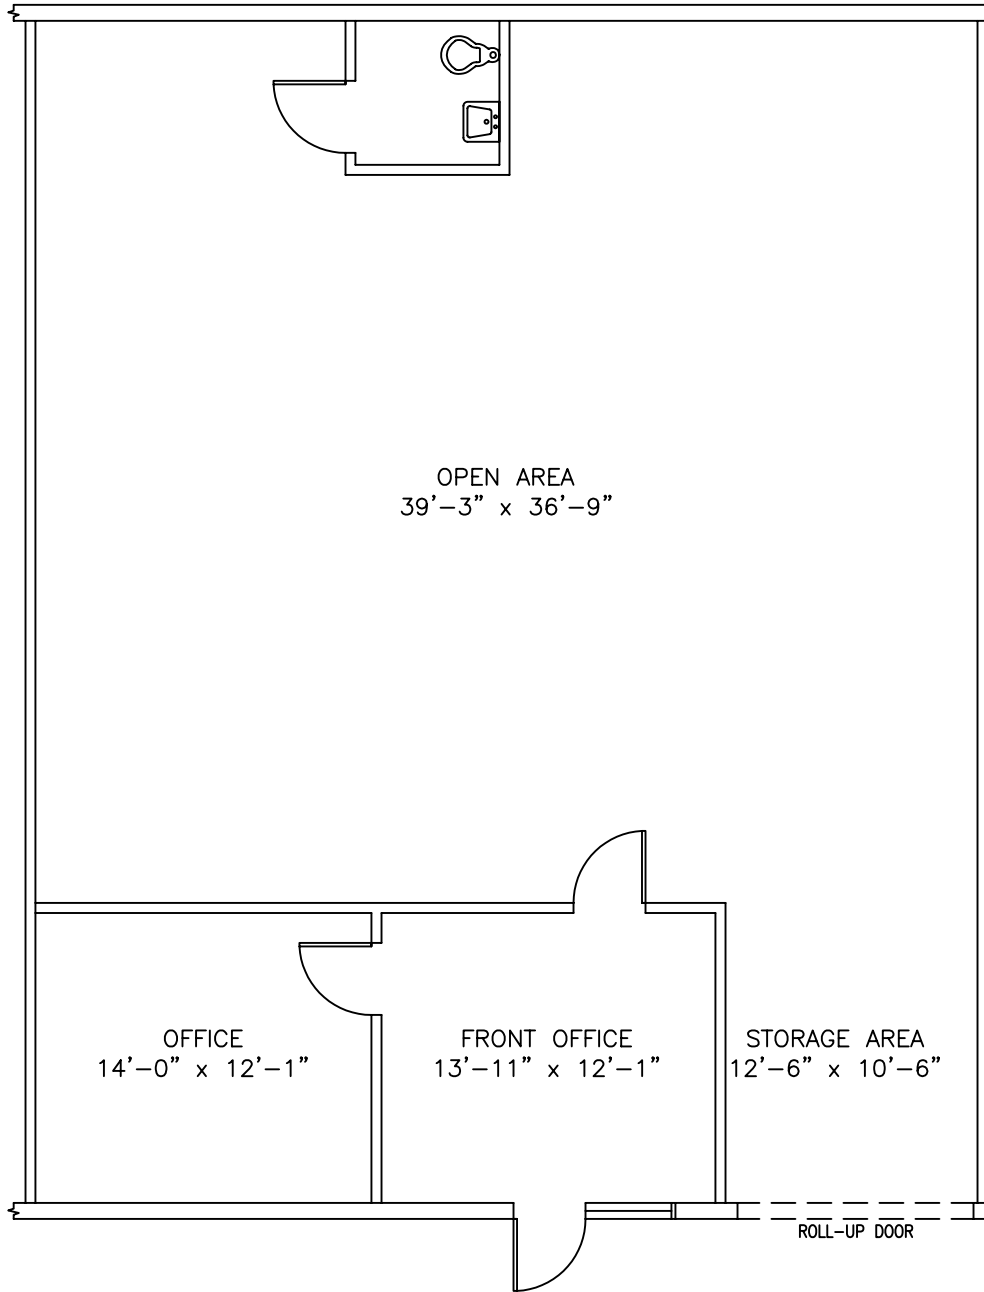 OPEN AREA
39'-3" x 36'-9"
OFFICE
14'-0" x 12'-1"
FRONT OFFICE
13'-11" x 12'-1"
STORAGE AREA
12'-6" x 10'-6"
ROLL-UP DOOR